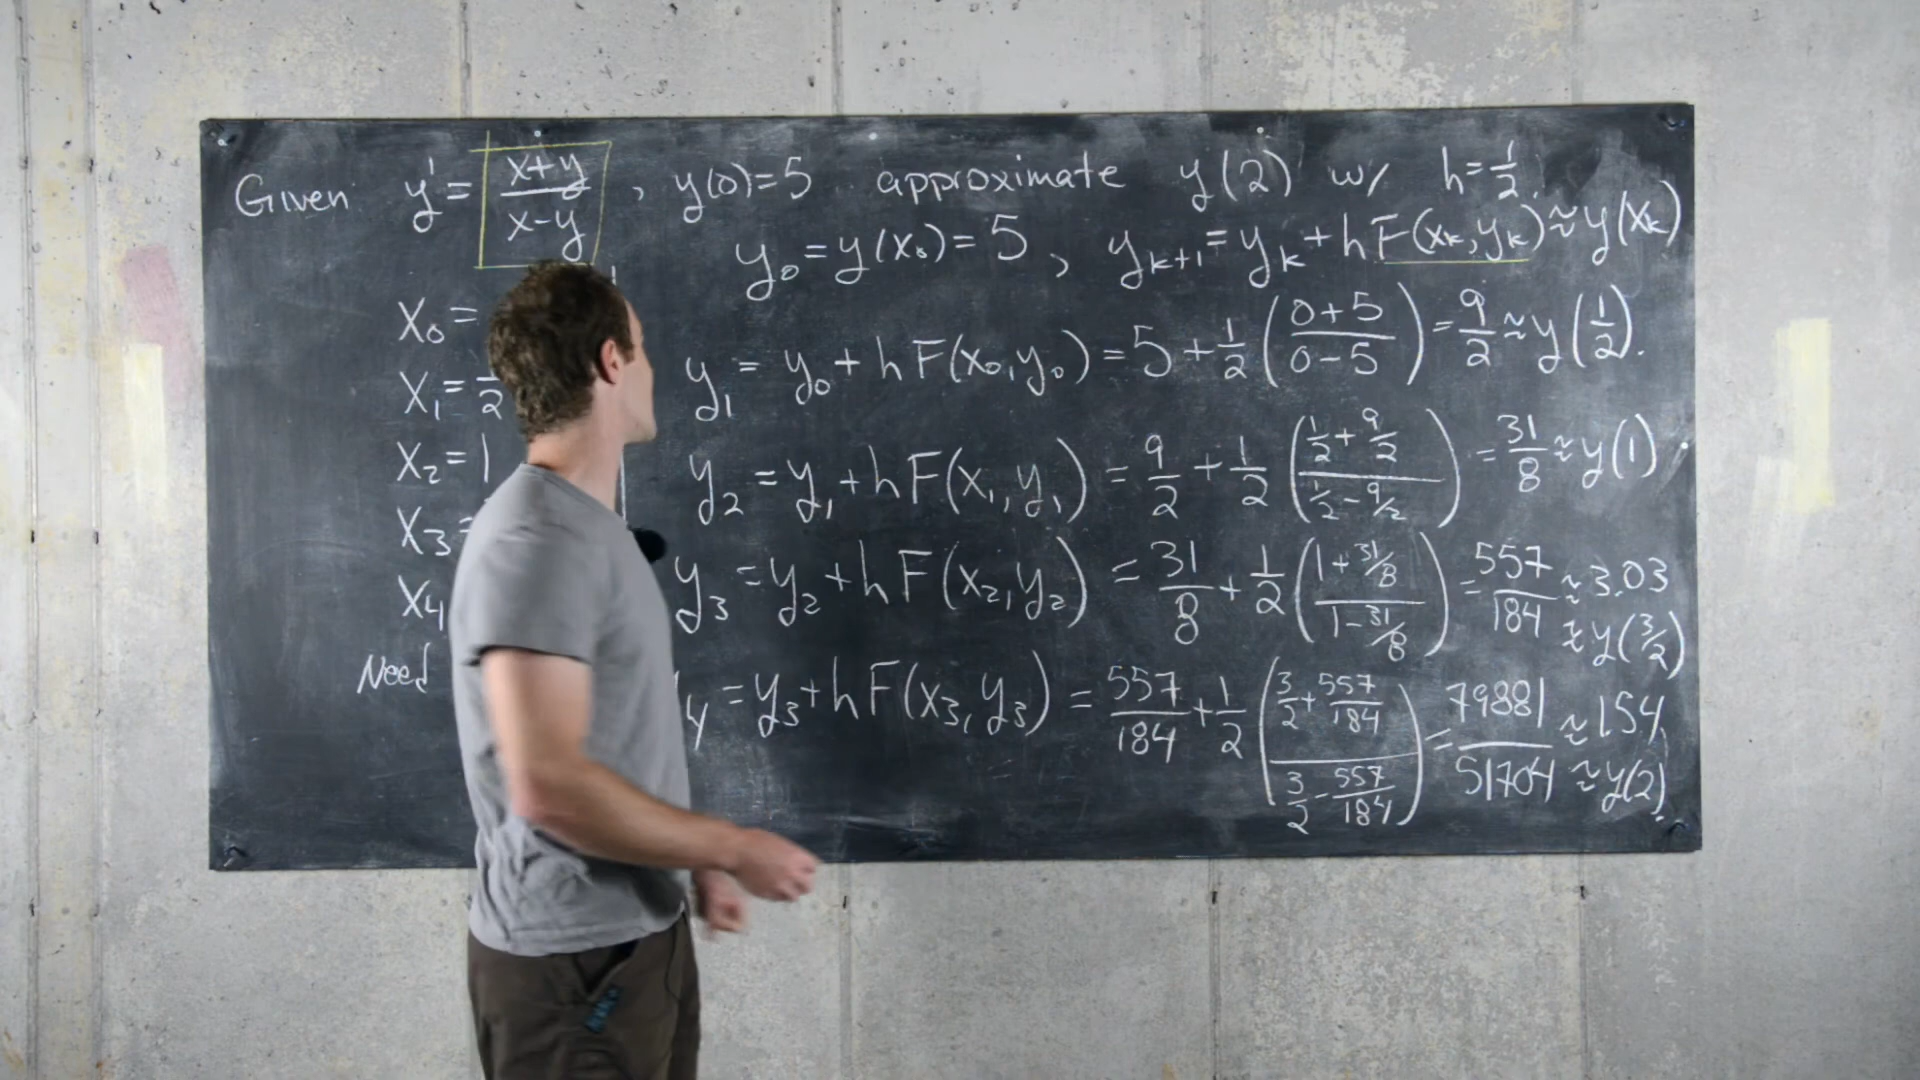 Given y' = (x+y)/(x-y) , y(0)=5 approximate y(2) w/ h=1/2.
y₀ = y(x₀) = 5 , yₖ₊₁ = yₖ + hF(xₖ,yₖ) ≈ y(xₖ)
x₀ =
y₁ = y₀ + hF(x₀,y₀) = 5 + 1/2 ((0+5)/(0-5)) = 9/2 ≈ y(1/2).
x₁ = 1/2
x₂ = 1
y₂ = y₁ + hF(x₁,y₁) = 9/2 + 1/2 ((1/2+9/2)/(1/2-9/2)) = 31/8 ≈ y(1)
x₃ =
y₃ = y₂ + hF(x₂,y₂) = 31/8 + 1/2 ((1+31/8)/(1-31/8)) = 557/184 ≈ 3.03
≈ y(3/2)
x₄
Need
y₄ = y₃ + hF(x₃,y₃) = 557/184 + 1/2 ((3/2+557/184)/(3/2-557/184)) = 79881/51704 ≈ 1.54
≈ y(2).